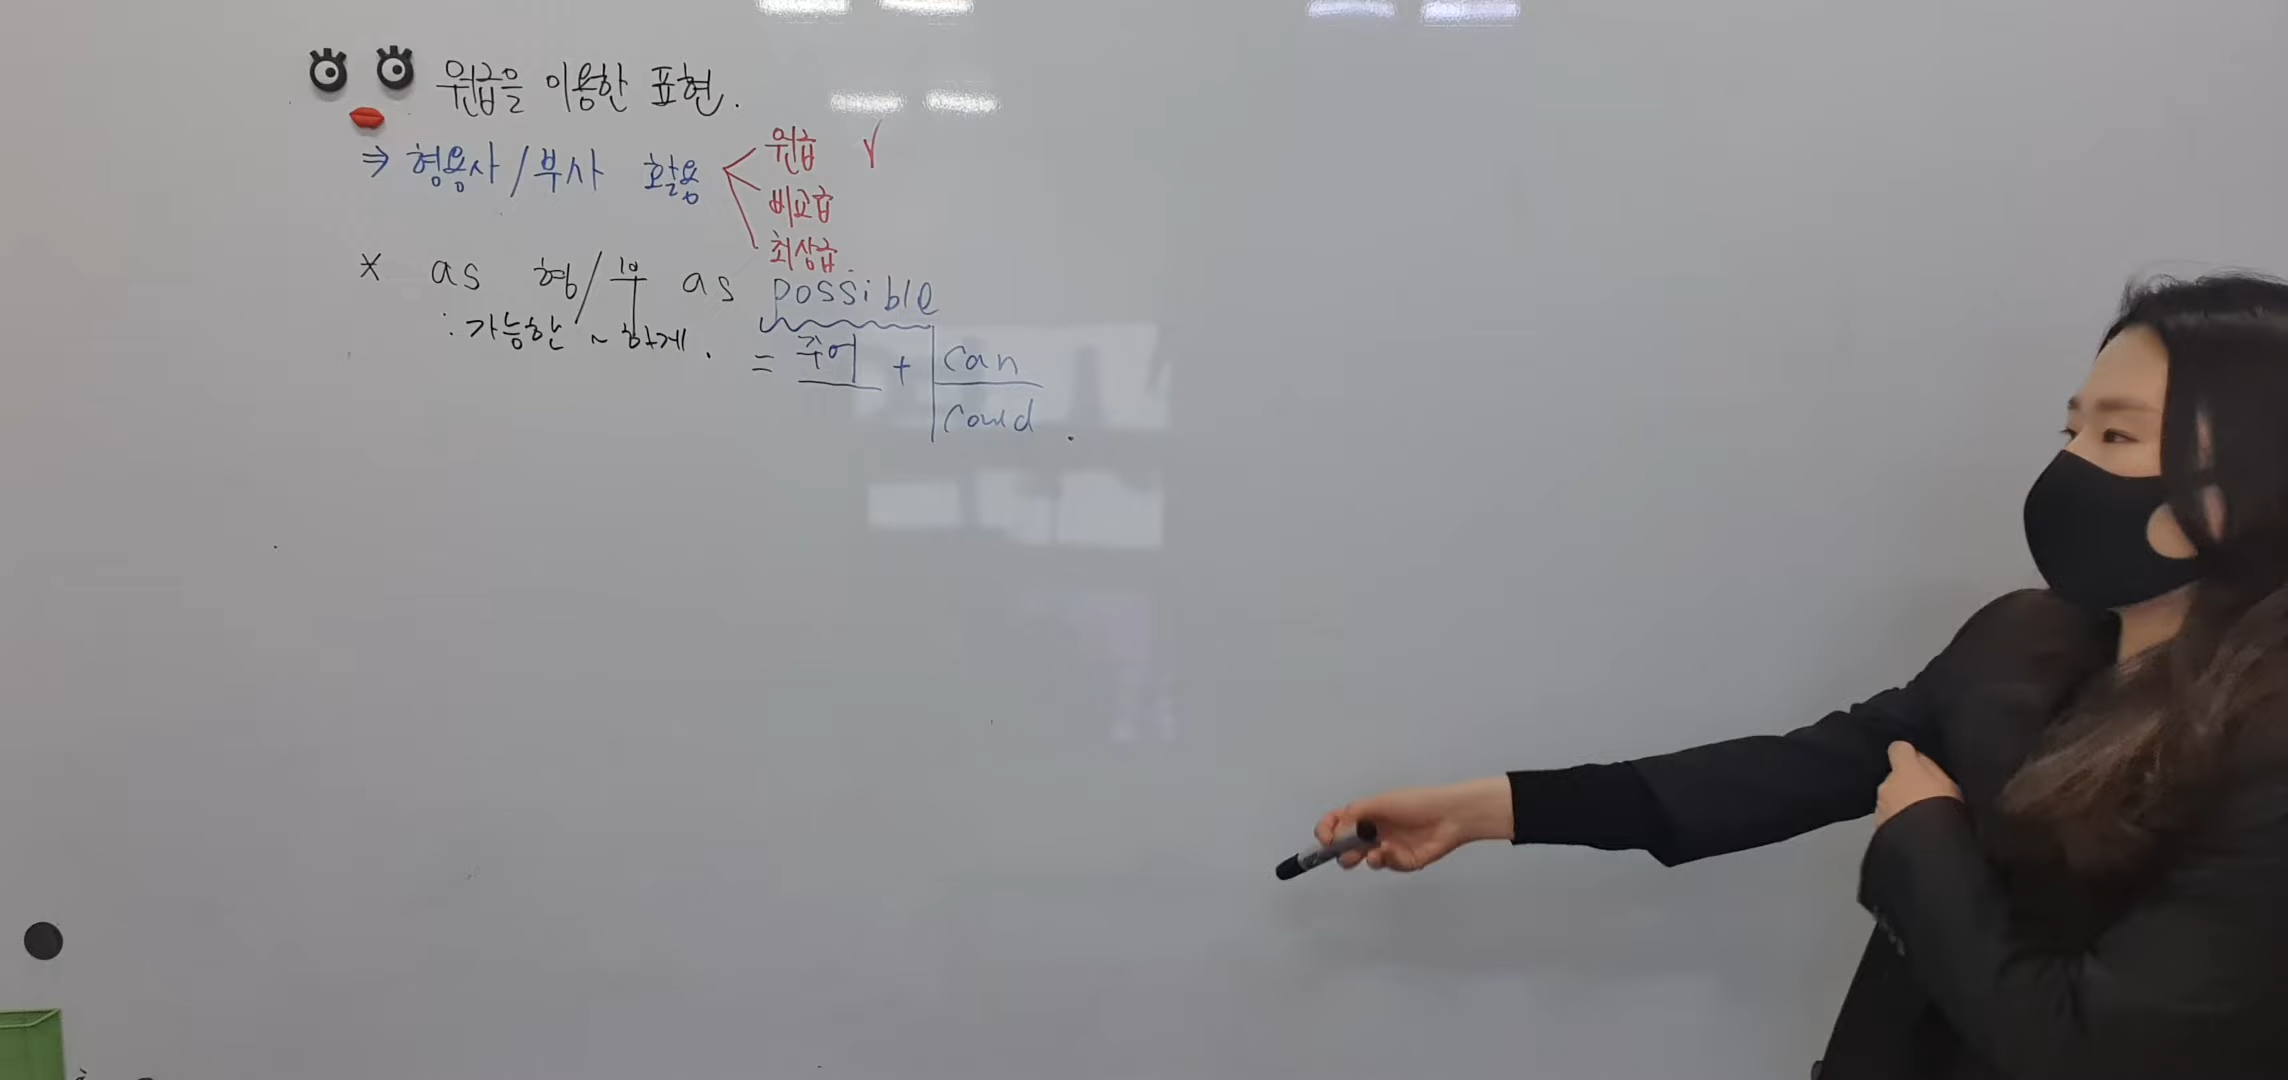 원급을 이용한 표현.
⇒ 형용사/부사 활용
원급 √
비교급
최상급.
* as 형/부 as possible
: 가능한 ~하게.
= 주어 + can
could.